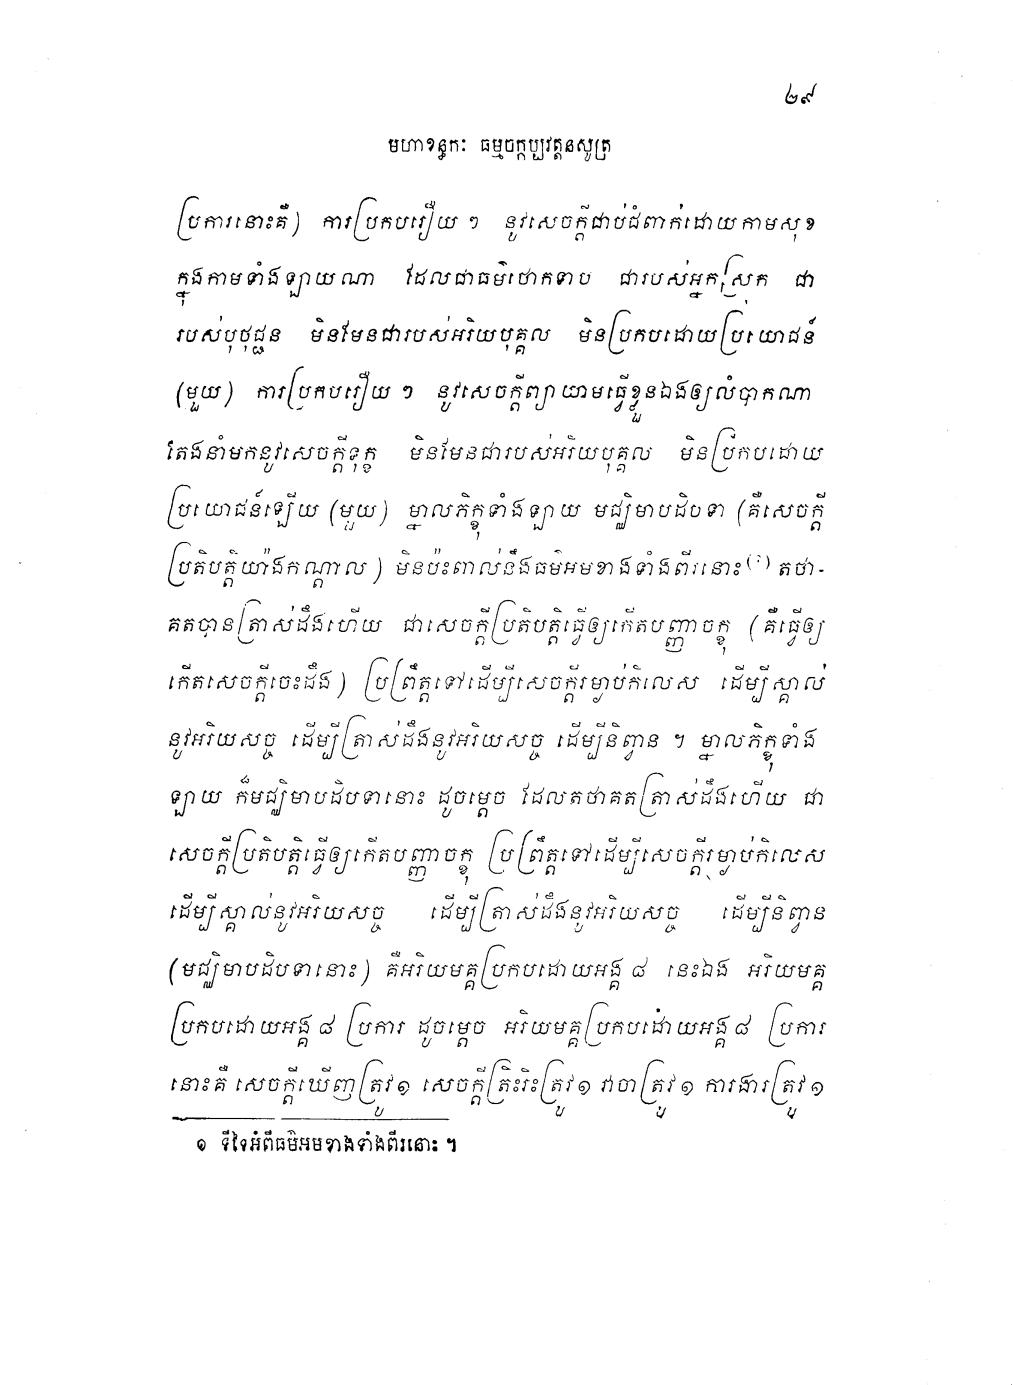 ២៩
មហាខន្ធកៈ ធម្មចក្កប្បវត្តនសូត្រ
ប្រការនោះគឺ) ការប្រកបរឿយ ៗ នូវសេចក្តីជាប់ជំពាក់ដោយកាមសុខ
ក្នុងកាមទាំងឡាយណា ដែលជាធម៌ថោកទាប ជារបស់អ្នកស្រុក ជា
របស់បុថុជ្ជន មិនមែនជារបស់អរិយបុគ្គល មិនប្រកបដោយប្រយោជន៍
(មួយ) ការប្រកបរឿយ ៗ នូវសេចក្តីព្យាយាមធ្វើខ្លួនឯងឲ្យលំបាកណា
តែងនាំមកនូវសេចក្តីទុក្ខ មិនមែនជារបស់អរិយបុគ្គល មិនប្រកបដោយ
ប្រយោជន៍ឡើយ (មួយ) ម្នាលភិក្ខុទាំងឡាយ មជ្ឈិមាបដិបទា (គឺសេចក្តី
ប្រតិបត្តិយ៉ាងកណ្តាល) មិនប៉ះពាល់នឹងធម៌អមខាងទាំងពីរនោះ(១) តថា-
គតបានត្រាស់ដឹងហើយ ជាសេចក្តីប្រតិបត្តិធ្វើឲ្យកើតបញ្ញាចក្ខុ (គឺធ្វើឲ្យ
កើតសេចក្តីចេះដឹង) ប្រព្រឹត្តទៅដើម្បីសេចក្តីរម្ងាប់កិលេស ដើម្បីស្គាល់
នូវអរិយសច្ច ដើម្បីត្រាស់ដឹងនូវអរិយសច្ច ដើម្បីនិព្វាន ។ ម្នាលភិក្ខុទាំង
ឡាយ ក៏មជ្ឈិមាបដិបទានោះ ដូចម្តេច ដែលតថាគតត្រាស់ដឹងហើយ ជា
សេចក្តីប្រតិបត្តិធ្វើឲ្យកើតបញ្ញាចក្ខុ ប្រព្រឹត្តទៅដើម្បីសេចក្តីរម្ងាប់កិលេស
ដើម្បីស្គាល់នូវអរិយសច្ច ដើម្បីត្រាស់ដឹងនូវអរិយសច្ច ដើម្បីនិព្វាន
(មជ្ឈិមាបដិបទានោះ) គឺអរិយមគ្គប្រកបដោយអង្គ ៨ នេះឯង អរិយមគ្គ
ប្រកបដោយអង្គ ៨ ប្រការ ដូចម្តេច អរិយមគ្គប្រកបដោយអង្គ ៨ ប្រការ
នោះគឺ សេចក្តីឃើញត្រូវ១ សេចក្តីត្រិះរិះត្រូវ១ វាចាត្រូវ១ ការងារត្រូវ១
១ ទីទៃអំពីធម៌អមខាងទាំងពីរនោះ ។